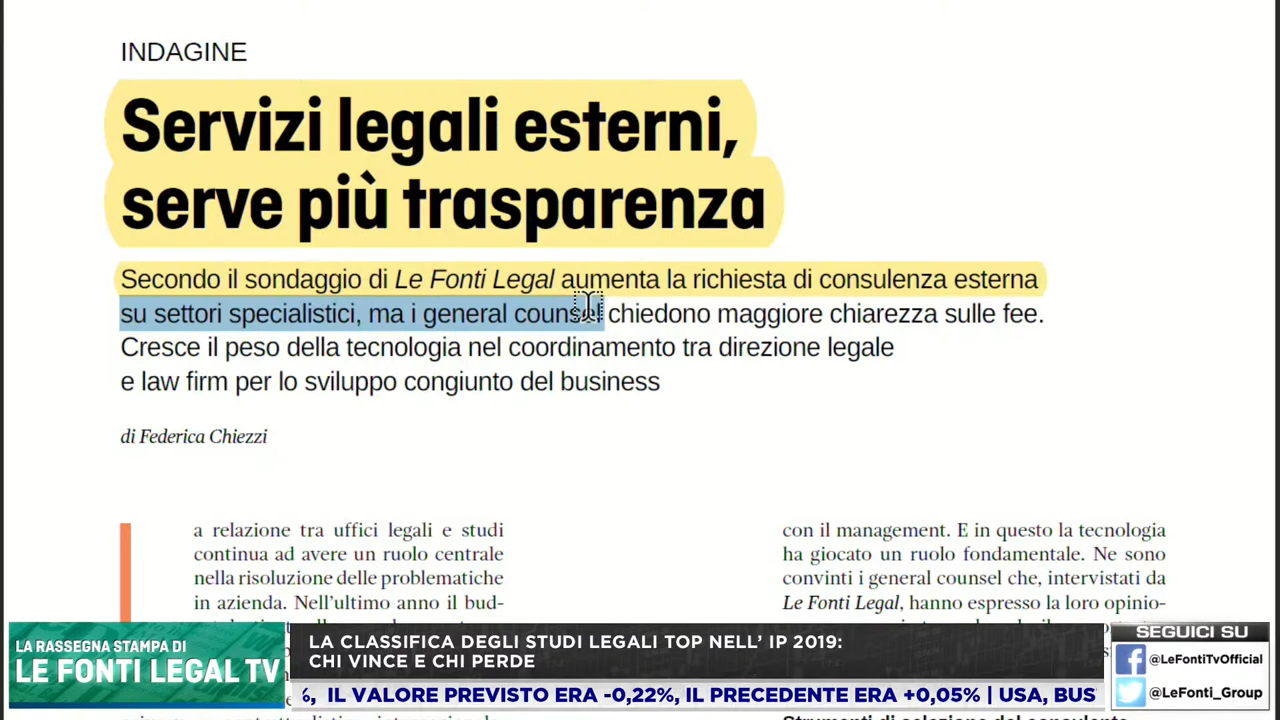 INDAGINE
Servizi legali esterni,
serve più trasparenza
Secondo il sondaggio di Le Fonti Legal aumenta la richiesta di consulenza esterna
su settori specialistici, ma i general counsel chiedono maggiore chiarezza sulle fee.
Cresce il peso della tecnologia nel coordinamento tra direzione legale
e law firm per lo sviluppo congiunto del business
di Federica Chiezzi
a relazione tra uffici legali e studi
continua ad avere un ruolo centrale
nella risoluzione delle problematiche
in azienda. Nell'ultimo anno il bud-
con il management. E in questo la tecnologia
ha giocato un ruolo fondamentale. Ne sono
convinti i general counsel che, intervistati da
Le Fonti Legal, hanno espresso la loro opinio-
LA RASSEGNA STAMPA DI
LE FONTI LEGAL TV
LA CLASSIFICA DEGLI STUDI LEGALI TOP NELL' IP 2019:
CHI VINCE E CHI PERDE
%, IL VALORE PREVISTO ERA -0,22%, IL PRECEDENTE ERA +0,05% | USA, BUS
SEGUICI SU
@LeFontiTvOfficial
@LeFonti_Group